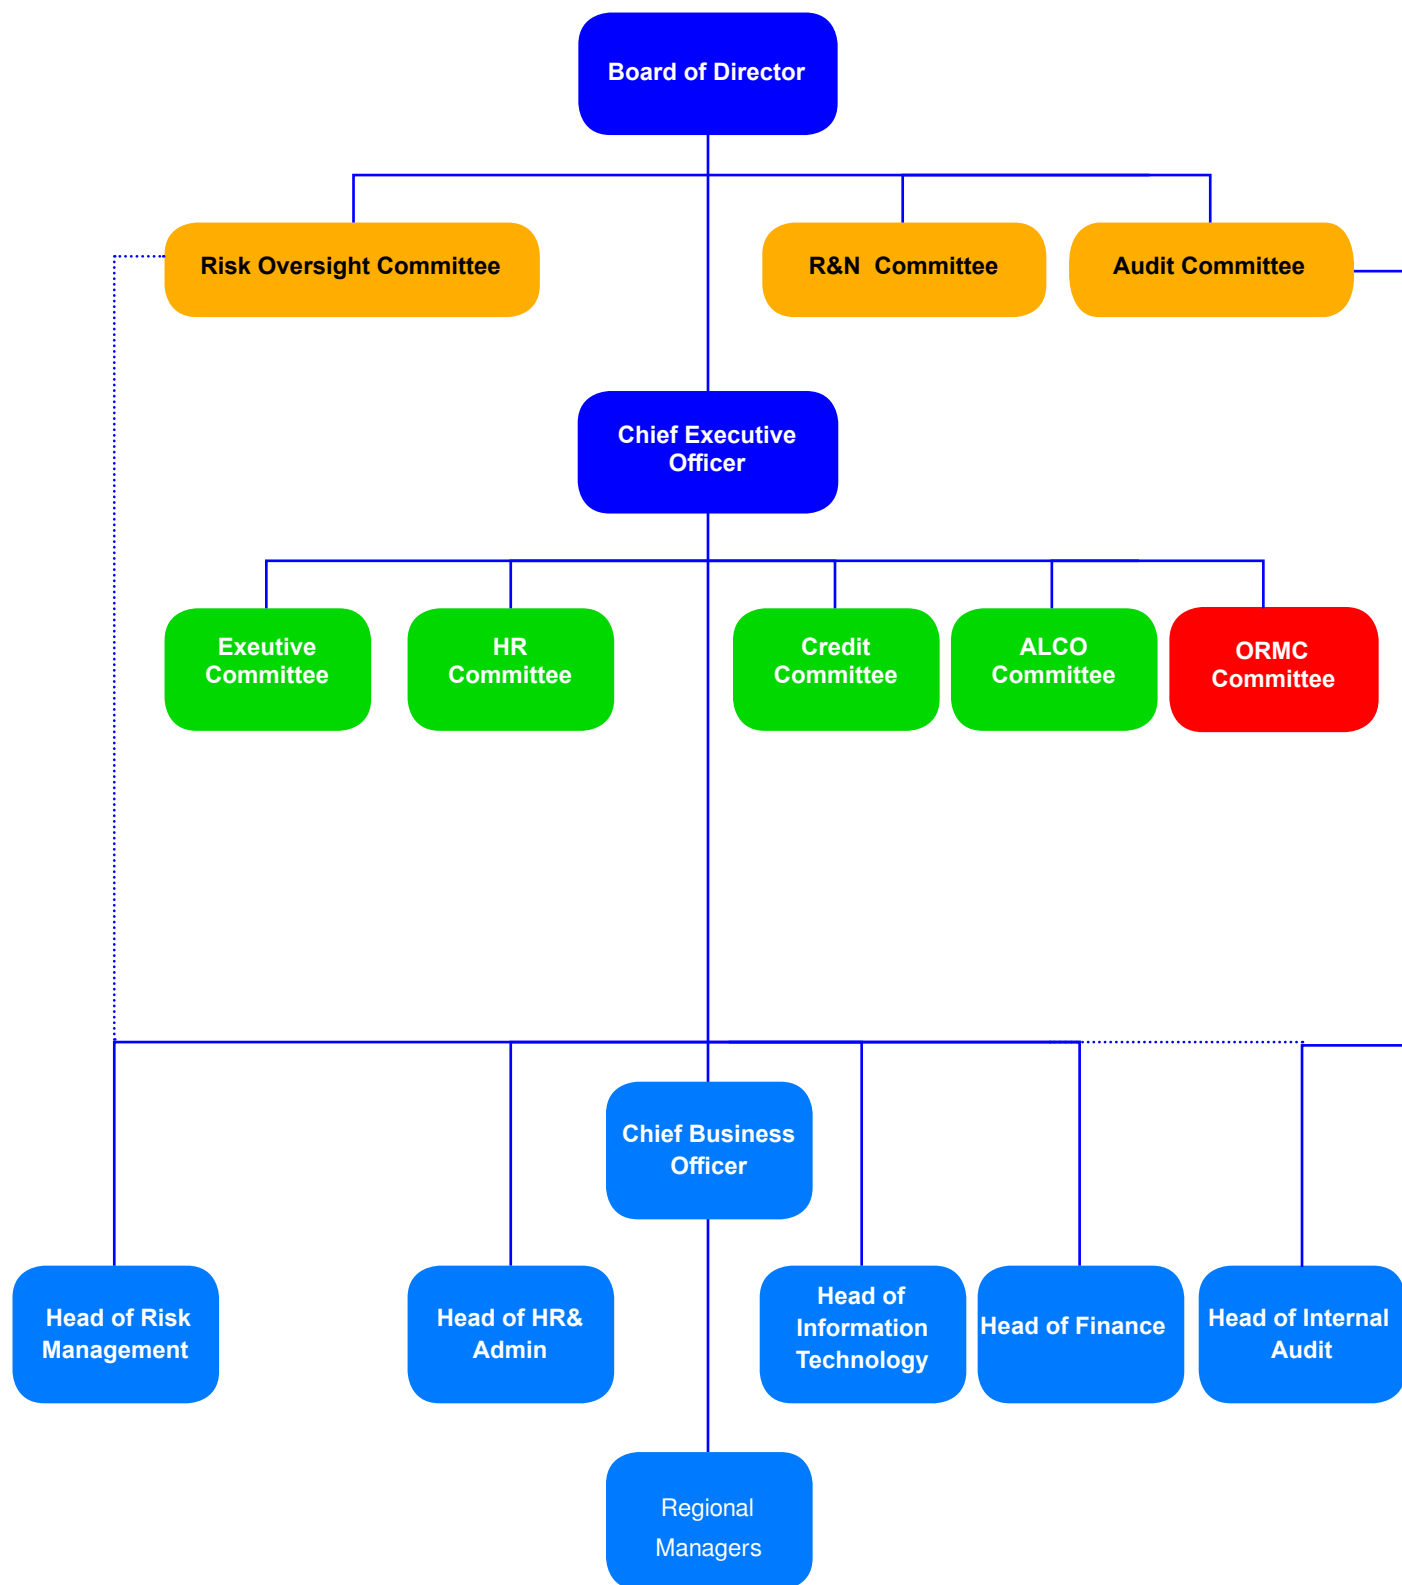 Board of Director
Risk Oversight Committee
R&N  Committee
Audit Committee
Chief Executive
Officer
Exeutive
Committee
HR
Committee
Credit
Committee
ALCO
Committee
ORMC
Committee
Chief Business
Officer
Head of Risk
Management
Head of HR&
Admin
Head of
Information
Technology
Head of Finance
Head of Internal
Audit
Regional
Managers